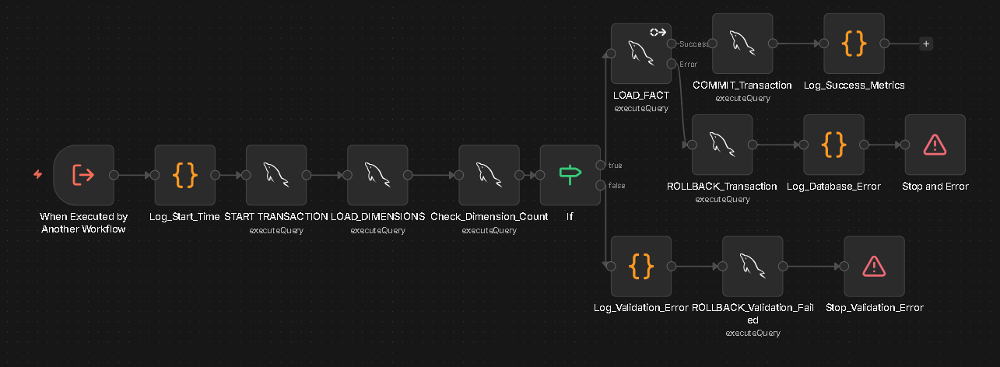 Success
Error
LOAD_FACT
executeQuery
COMMIT_Transaction
executeQuery
Log_Success_Metrics
ROLLBACK_Transaction
executeQuery
Log_Database_Error
Stop and Error
When Executed by
Another Workflow
Log_Start_Time
START TRANSACTION
executeQuery
LOAD_DIMENSIONS
executeQuery
Check_Dimension_Count
executeQuery
If
true
false
Log_Validation_Error
ROLLBACK_Validation_Fail
ed
executeQuery
Stop_Validation_Error